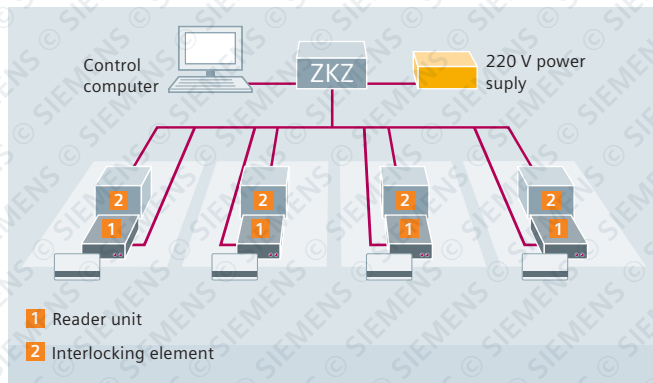 Control
computer
ZKZ
220 V power
suply
2
2
2
2
1
1
1
1
1 Reader unit
2 Interlocking element
© SIEMENS